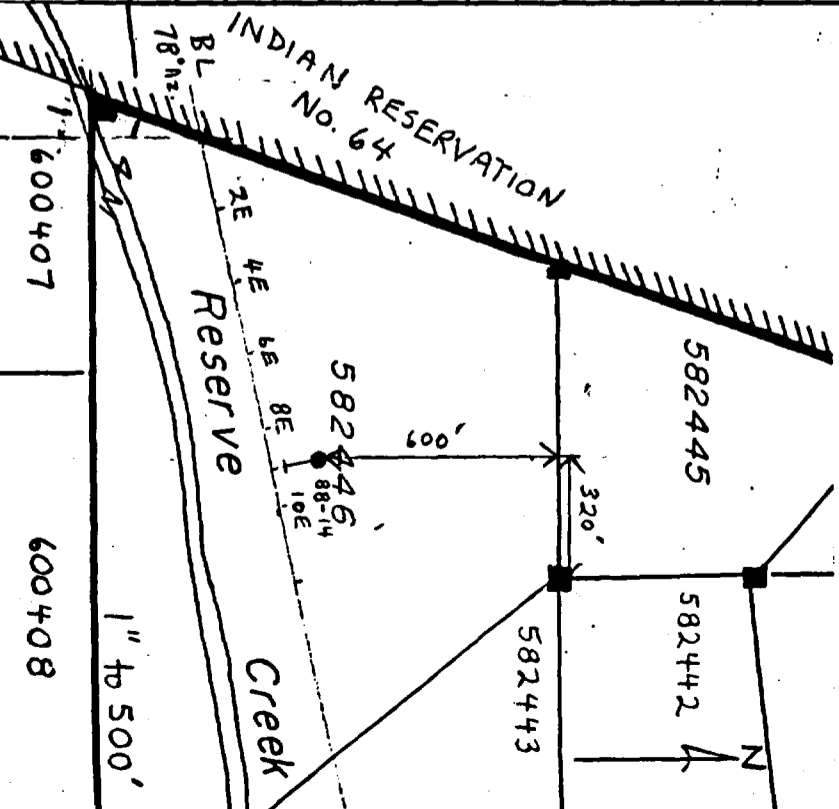 INDIAN RESERVATION
No. 64
BL
78° Az.
582445
2E
4E
6E
8E
10E
582446
88-14
600'
320'
582442
582443
N
Reserve
Creek
600407
600408
1" to 500'